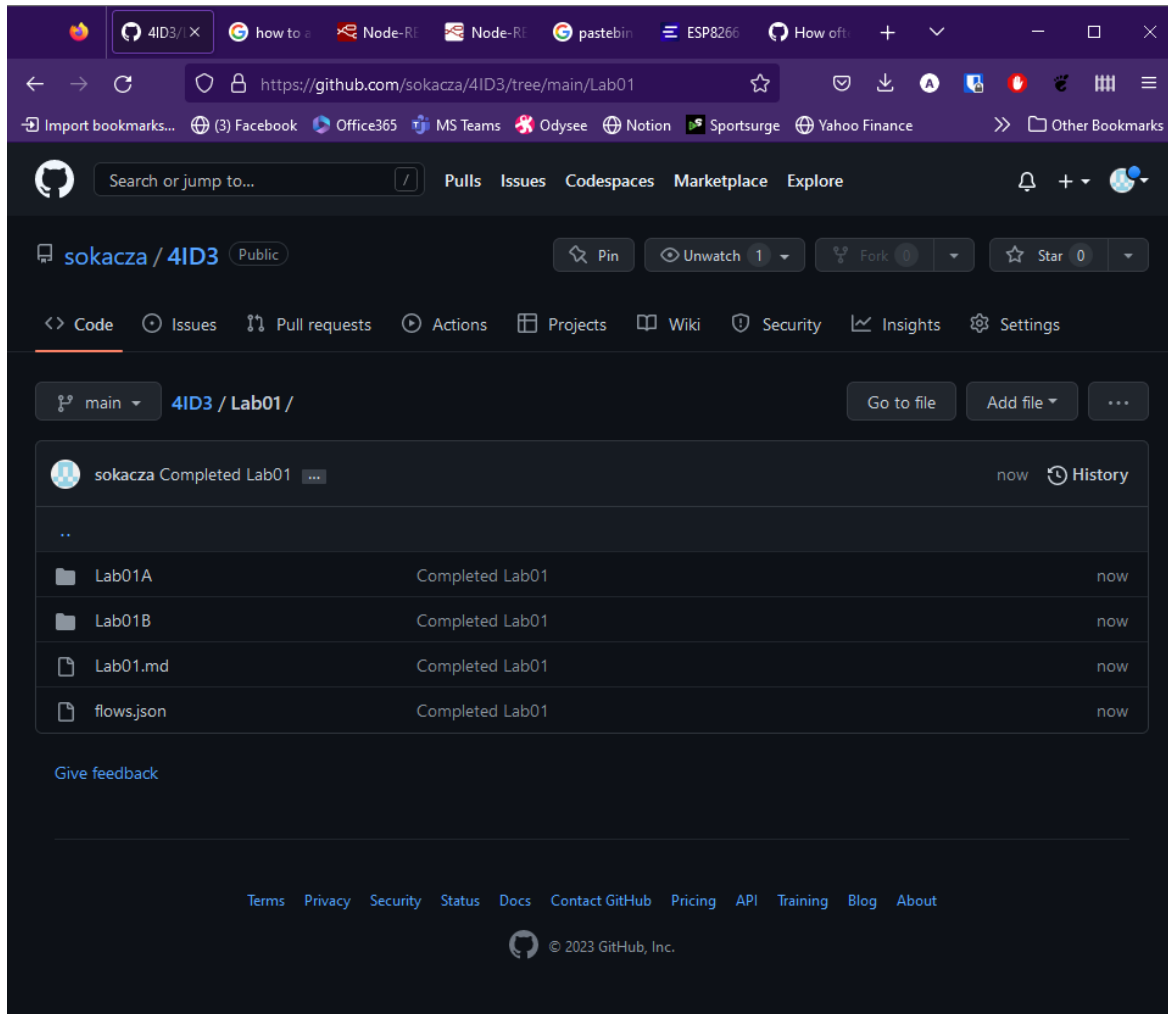 4ID3/
how to a
Node-RE
Node-RE
pastebin
ESP8266
How ofte
https://github.com/sokacza/4ID3/tree/main/Lab01
Import bookmarks... (3) Facebook Office365 MS Teams Odysee Notion Sportsurge Yahoo Finance Other Bookmarks
Search or jump to... / Pulls Issues Codespaces Marketplace Explore
sokacza / 4ID3 Public Pin Unwatch 1 Fork 0 Star 0
Code Issues Pull requests Actions Projects Wiki Security Insights Settings
main 4ID3 / Lab01 / Go to file Add file ...
sokacza Completed Lab01 ... now History
..
Lab01A Completed Lab01 now
Lab01B Completed Lab01 now
Lab01.md Completed Lab01 now
flows.json Completed Lab01 now
Give feedback
Terms Privacy Security Status Docs Contact GitHub Pricing API Training Blog About
© 2023 GitHub, Inc.